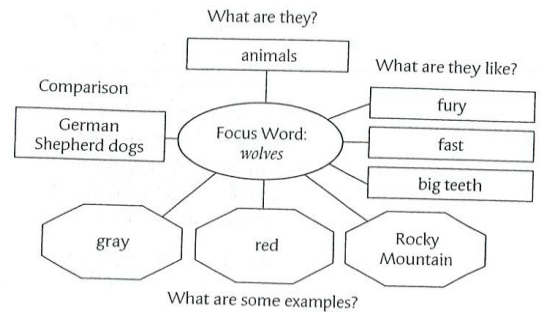 What are they?
animals
What are they like?
Comparison
fury
German
Shepherd dogs
Focus Word:
wolves
fast
big teeth
gray
red
Rocky
Mountain
What are some examples?